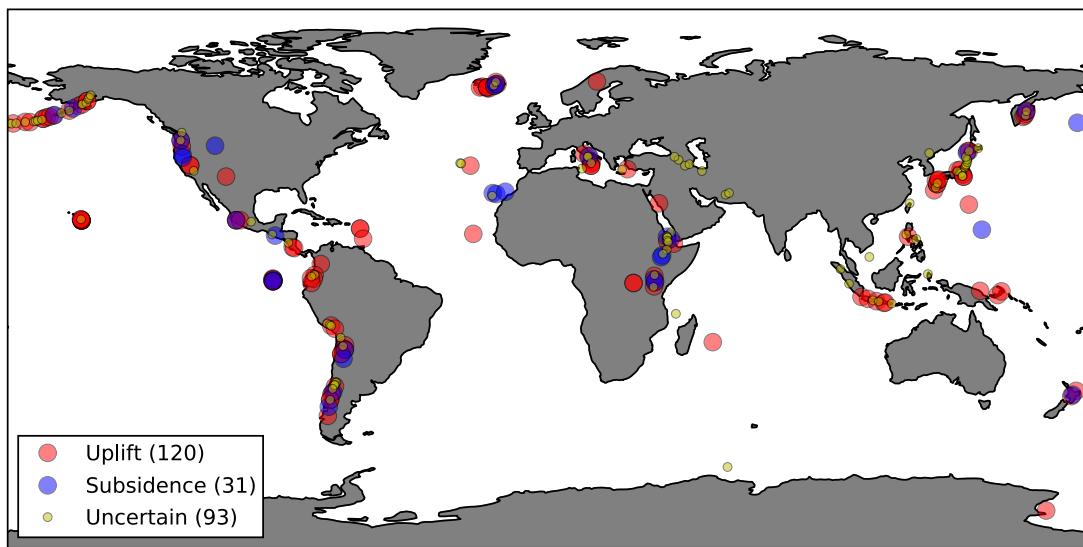 Uplift (120)
Subsidence (31)
Uncertain (93)